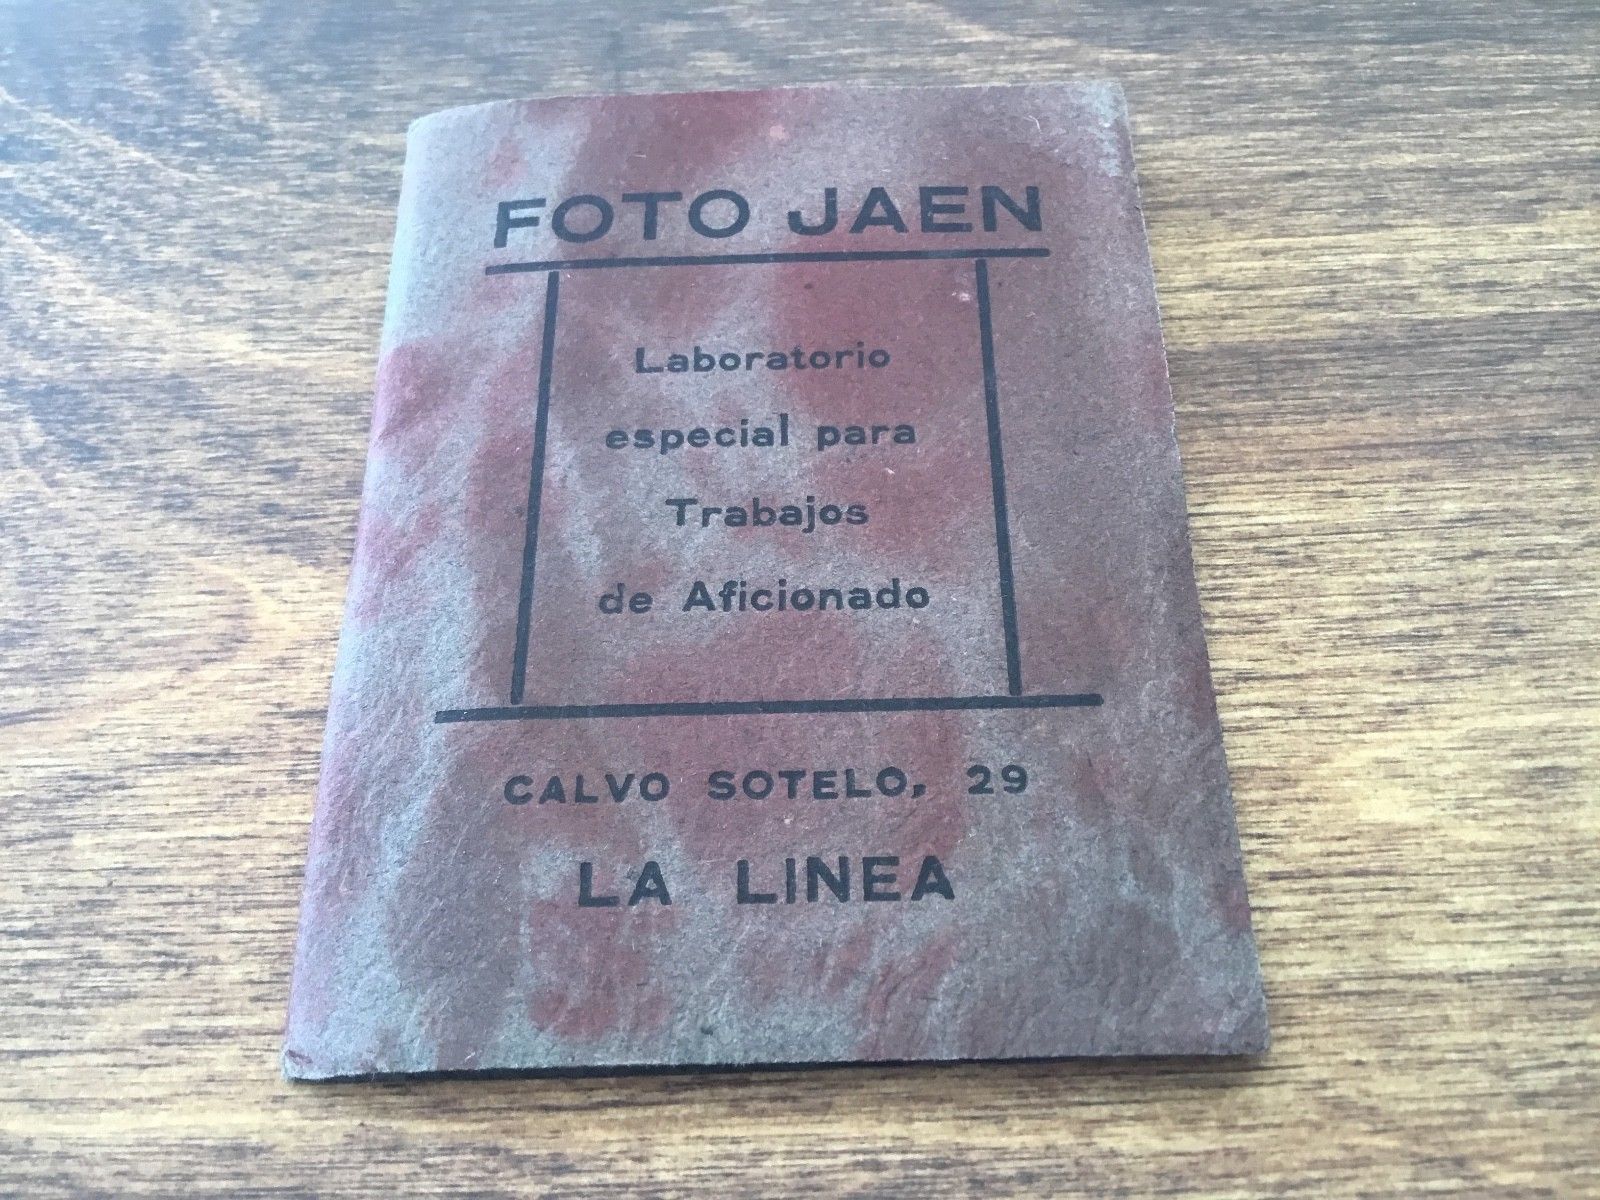 FOTO JAEN
Laboratorio
especial para
Trabajos
de Aficionado
CALVO SOTELO, 29
LA LINEA